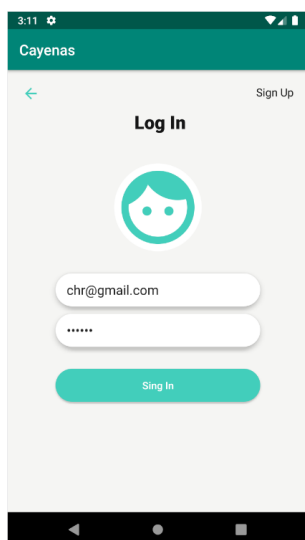 3:11
Cayenas
Sign Up
Log In
chr@gmail.com
••••••
Sing In